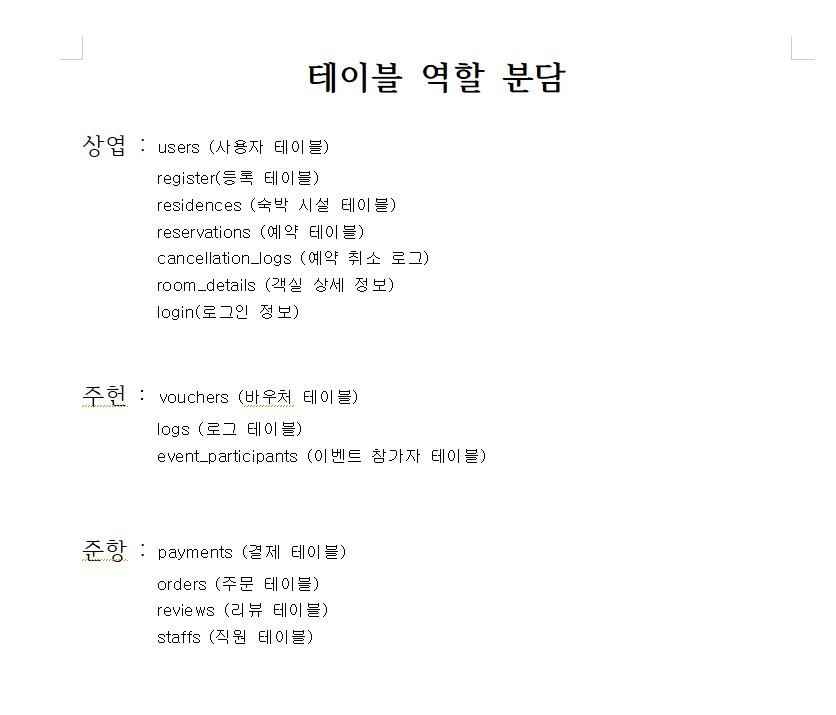 테이블 역할 분담
상엽 : users (사용자 테이블)
register(등록 테이블)
residences (숙박 시설 테이블)
reservations (예약 테이블)
cancellation_logs (예약 취소 로그)
room_details (객실 상세 정보)
login(로그인 정보)
주헌 : vouchers (바우처 테이블)
logs (로그 테이블)
event_participants (이벤트 참가자 테이블)
준항 : payments (결제 테이블)
orders (주문 테이블)
reviews (리뷰 테이블)
staffs (직원 테이블)